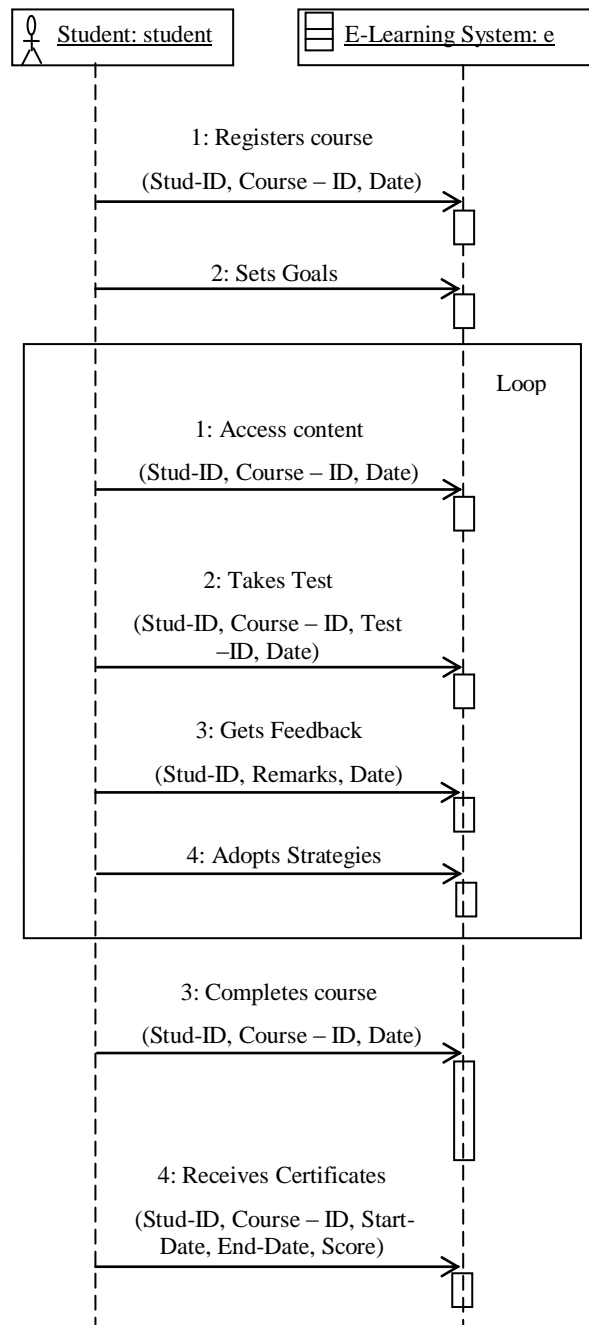 Student: student
E-Learning System: e
1: Registers course
(Stud-ID, Course – ID, Date)
2: Sets Goals
Loop
1: Access content
(Stud-ID, Course – ID, Date)
2: Takes Test
(Stud-ID, Course – ID, Test
–ID, Date)
3: Gets Feedback
(Stud-ID, Remarks, Date)
4: Adopts Strategies
3: Completes course
(Stud-ID, Course – ID, Date)
4: Receives Certificates
(Stud-ID, Course – ID, Start-
Date, End-Date, Score)